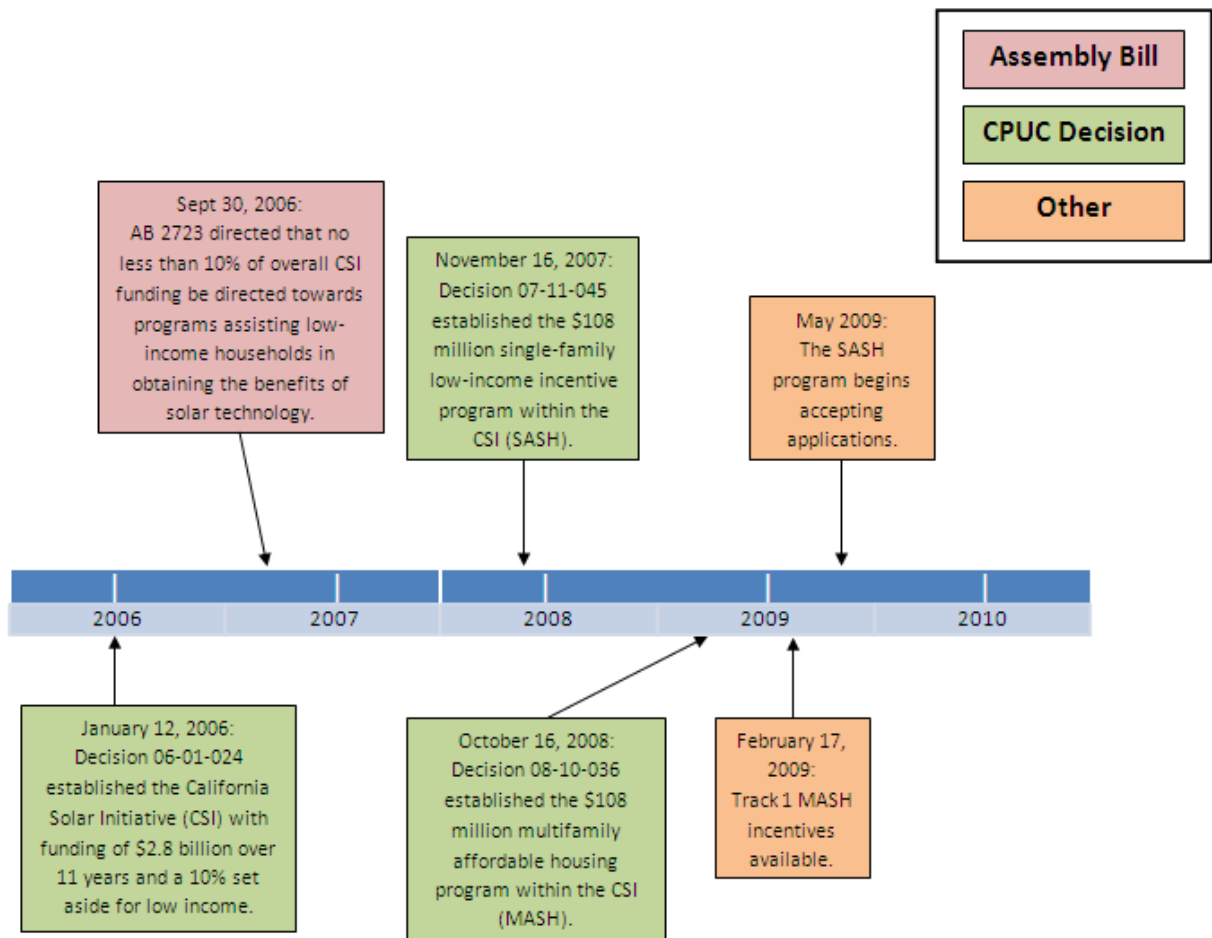 Assembly Bill
CPUC Decision
Other
Sept 30, 2006:
AB 2723 directed that no
less than 10% of overall CSI
funding be directed towards
programs assisting low-
income households in
obtaining the benefits of
solar technology.
November 16, 2007:
Decision 07-11-045
established the $108
million single-family
low-income incentive
program within the
CSI (SASH).
May 2009:
The SASH
program begins
accepting
applications.
2006
2007
2008
2009
2010
January 12, 2006:
Decision 06-01-024
established the California
Solar Initiative (CSI) with
funding of $2.8 billion over
11 years and a 10% set
aside for low income.
October 16, 2008:
Decision 08-10-036
established the $108
million multifamily
affordable housing
program within the CSI
(MASH).
February 17,
2009:
Track 1 MASH
incentives
available.